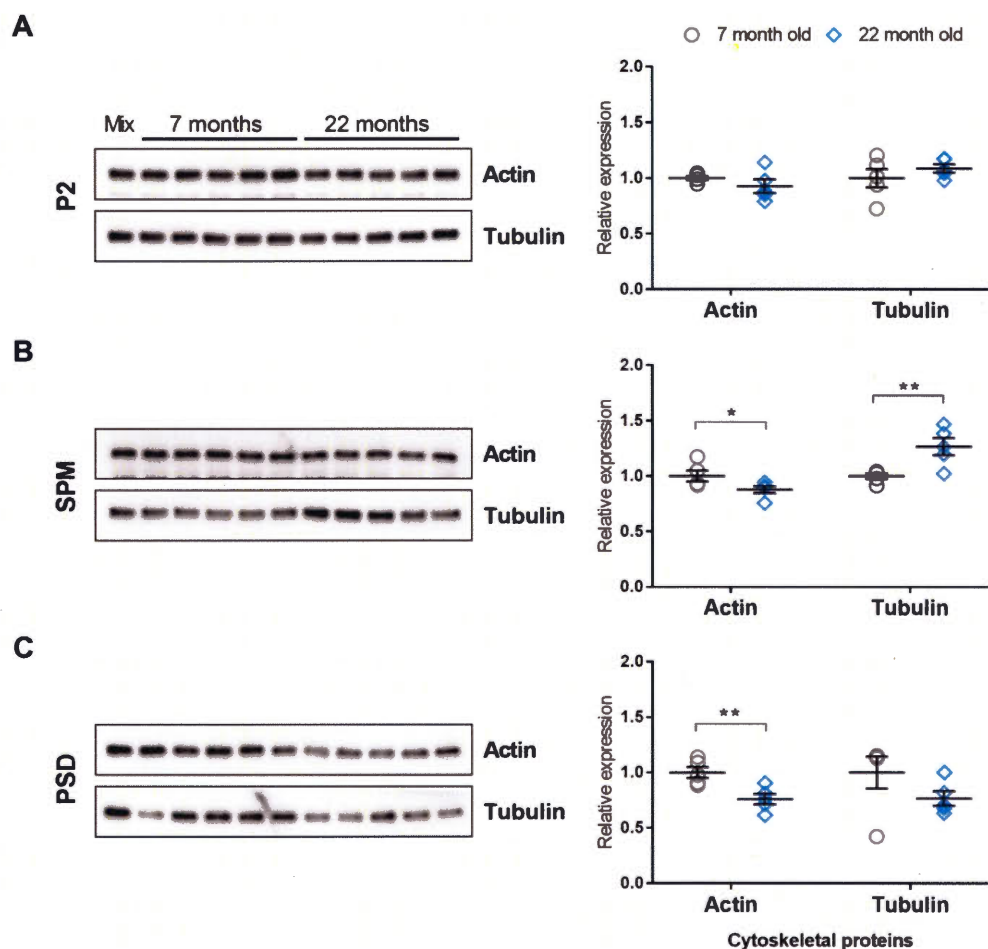 A
○ 7 month old ◇ 22 month old
Mix 7 months 22 months
P2
Actin
Tubulin
Relative expression
2.0
1.5
1.0
0.5
0.0
Actin Tubulin
B
SPM
Actin
Tubulin
Relative expression
2.0
1.5
1.0
0.5
0.0
*
**
Actin Tubulin
C
PSD
Actin
Tubulin
Relative expression
2.0
1.5
1.0
0.5
0.0
**
Actin Tubulin
Cytoskeletal proteins